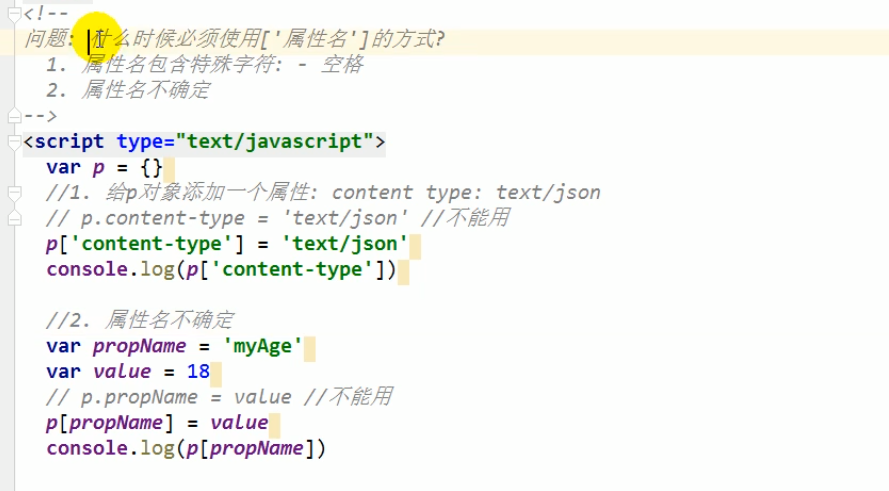 <!--
问题: 什么时候必须使用['属性名']的方式?
1. 属性名包含特殊字符: - 空格
2. 属性名不确定
-->
<script type="text/javascript">
var p = {}
//1. 给p对象添加一个属性: content type: text/json
// p.content-type = 'text/json' //不能用
p['content-type'] = 'text/json'
console.log(p['content-type'])
//2. 属性名不确定
var propName = 'myAge'
var value = 18
// p.propName = value //不能用
p[propName] = value
console.log(p[propName])